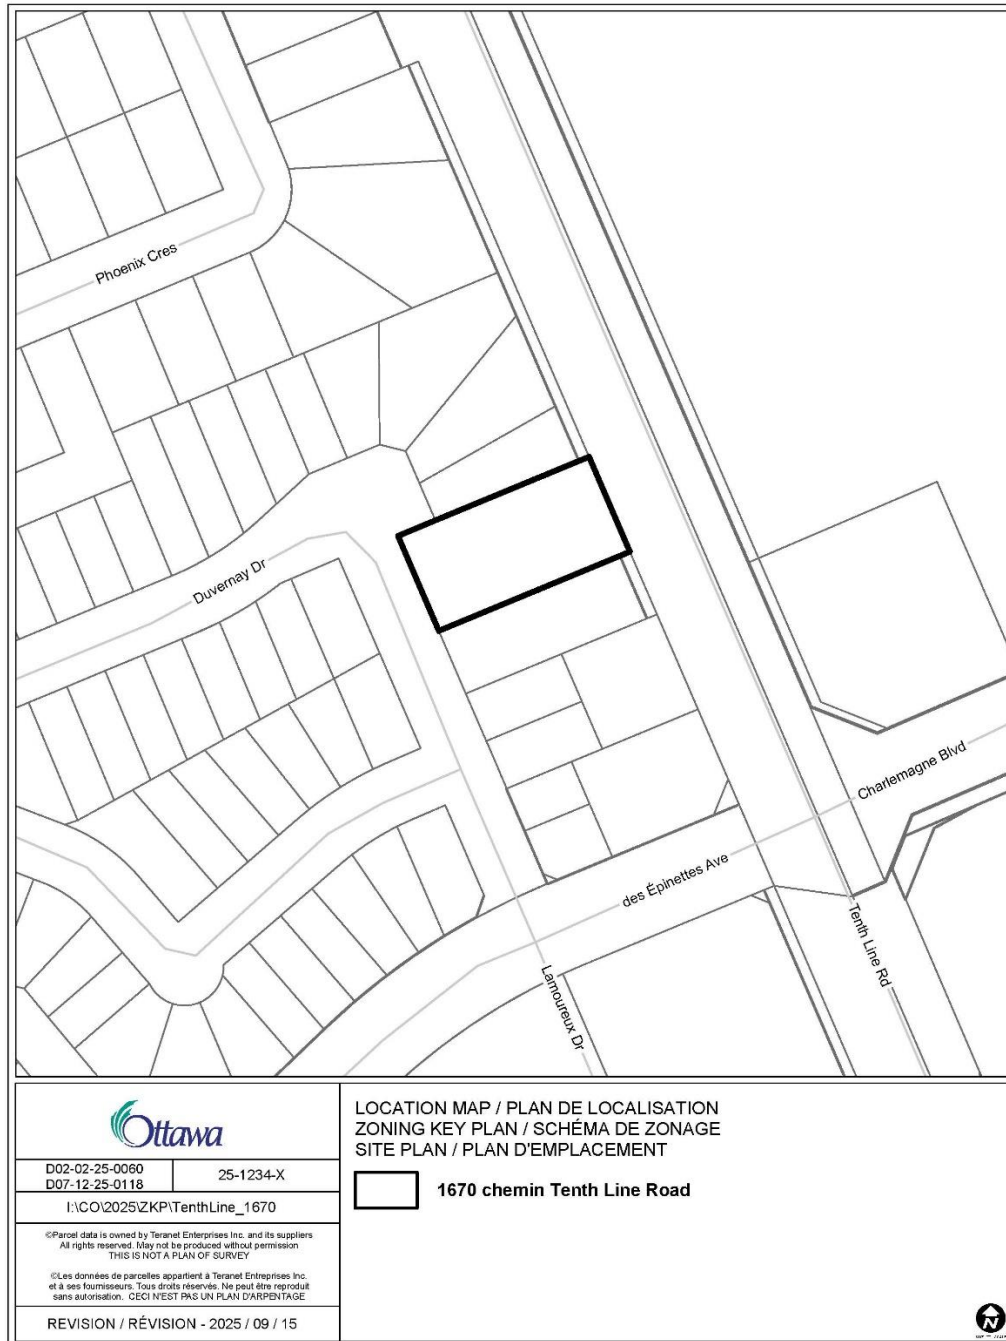 Phoenix Cres
Duvernay Dr
Charlemagne Blvd
des Épinettes Ave
Tenth Line Rd
Lamoureux Dr
Ottawa
D02-02-25-0060
D07-12-25-0118
25-1234-X
I:\CO\2025\ZKP\TenthLine_1670
©Parcel data is owned by Teranet Enterprises Inc. and its suppliers
All rights reserved. May not be produced without permission
THIS IS NOT A PLAN OF SURVEY
©Les données de parcelles appartient à Teranet Entreprises Inc.
et à ses fournisseurs. Tous droits réservés. Ne peut être reproduit
sans autorisation. CECI N'EST PAS UN PLAN D'ARPENTAGE
REVISION / RÉVISION - 2025 / 09 / 15
LOCATION MAP / PLAN DE LOCALISATION
ZONING KEY PLAN / SCHÉMA DE ZONAGE
SITE PLAN / PLAN D'EMPLACEMENT
1670 chemin Tenth Line Road
N